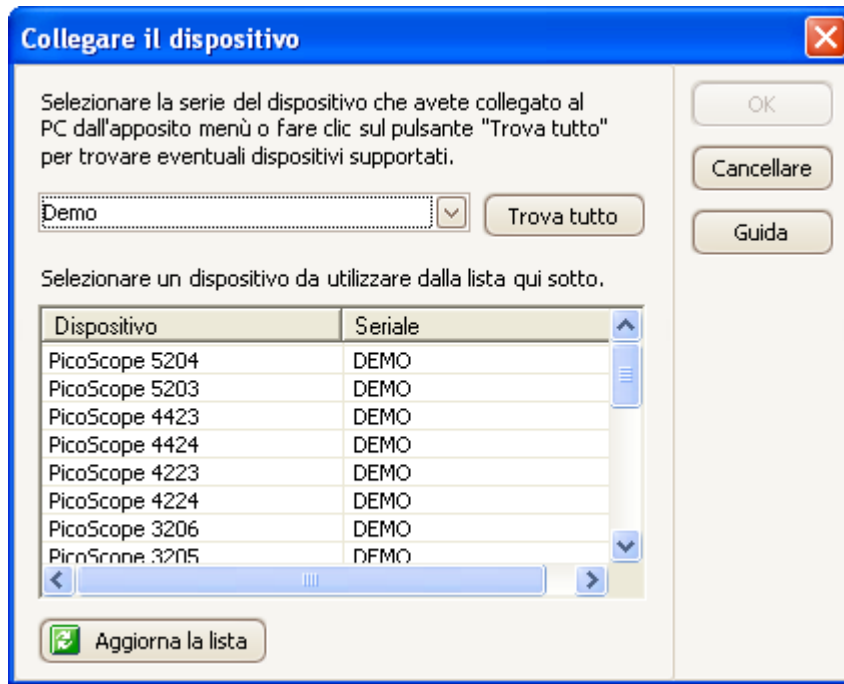 Collegare il dispositivo
Selezionare la serie del dispositivo che avete collegato al
PC dall'apposito menù o fare clic sul pulsante "Trova tutto"
per trovare eventuali dispositivi supportati.
OK
Cancellare
Guida
Demo
Trova tutto
Selezionare un dispositivo da utilizzare dalla lista qui sotto.
Dispositivo Seriale
PicoScope 5204 DEMO
PicoScope 5203 DEMO
PicoScope 4423 DEMO
PicoScope 4424 DEMO
PicoScope 4223 DEMO
PicoScope 4224 DEMO
PicoScope 3206 DEMO
PicoScope 3205 DEMO
Aggiorna la lista